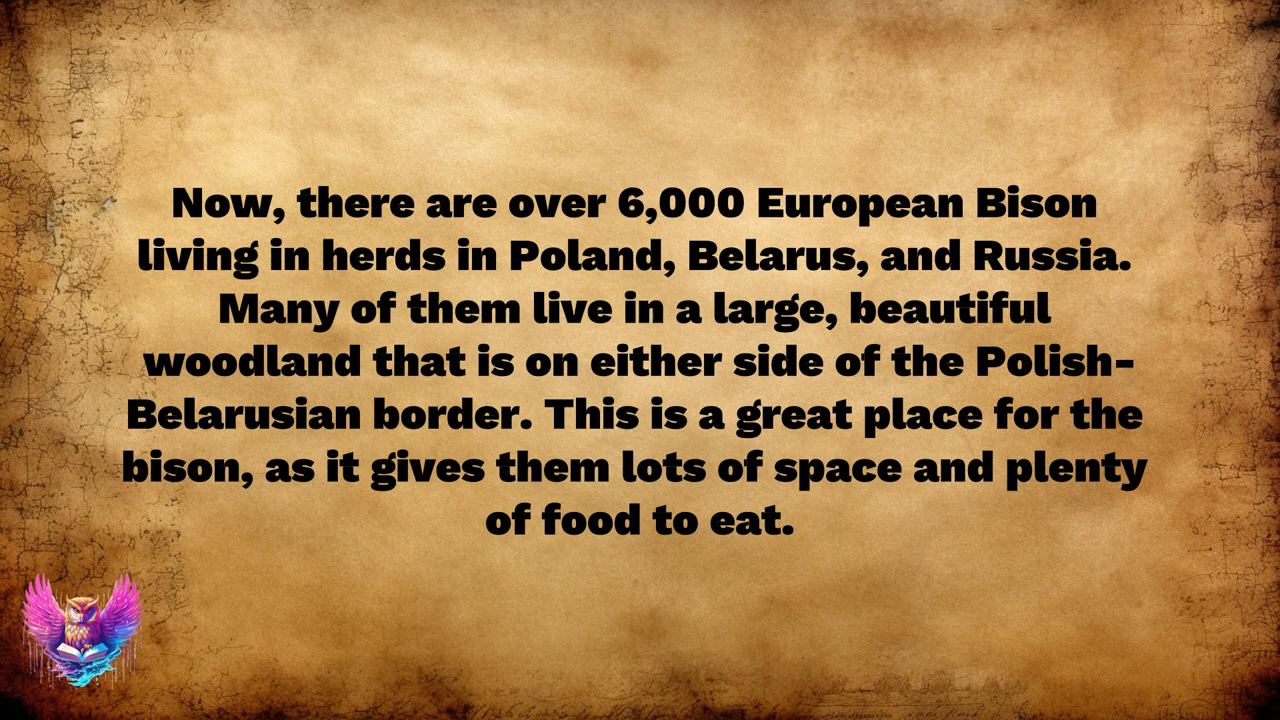 Now, there are over 6,000 European Bison
living in herds in Poland, Belarus, and Russia.
Many of them live in a large, beautiful
woodland that is on either side of the Polish-
Belarusian border. This is a great place for the
bison, as it gives them lots of space and plenty
of food to eat.